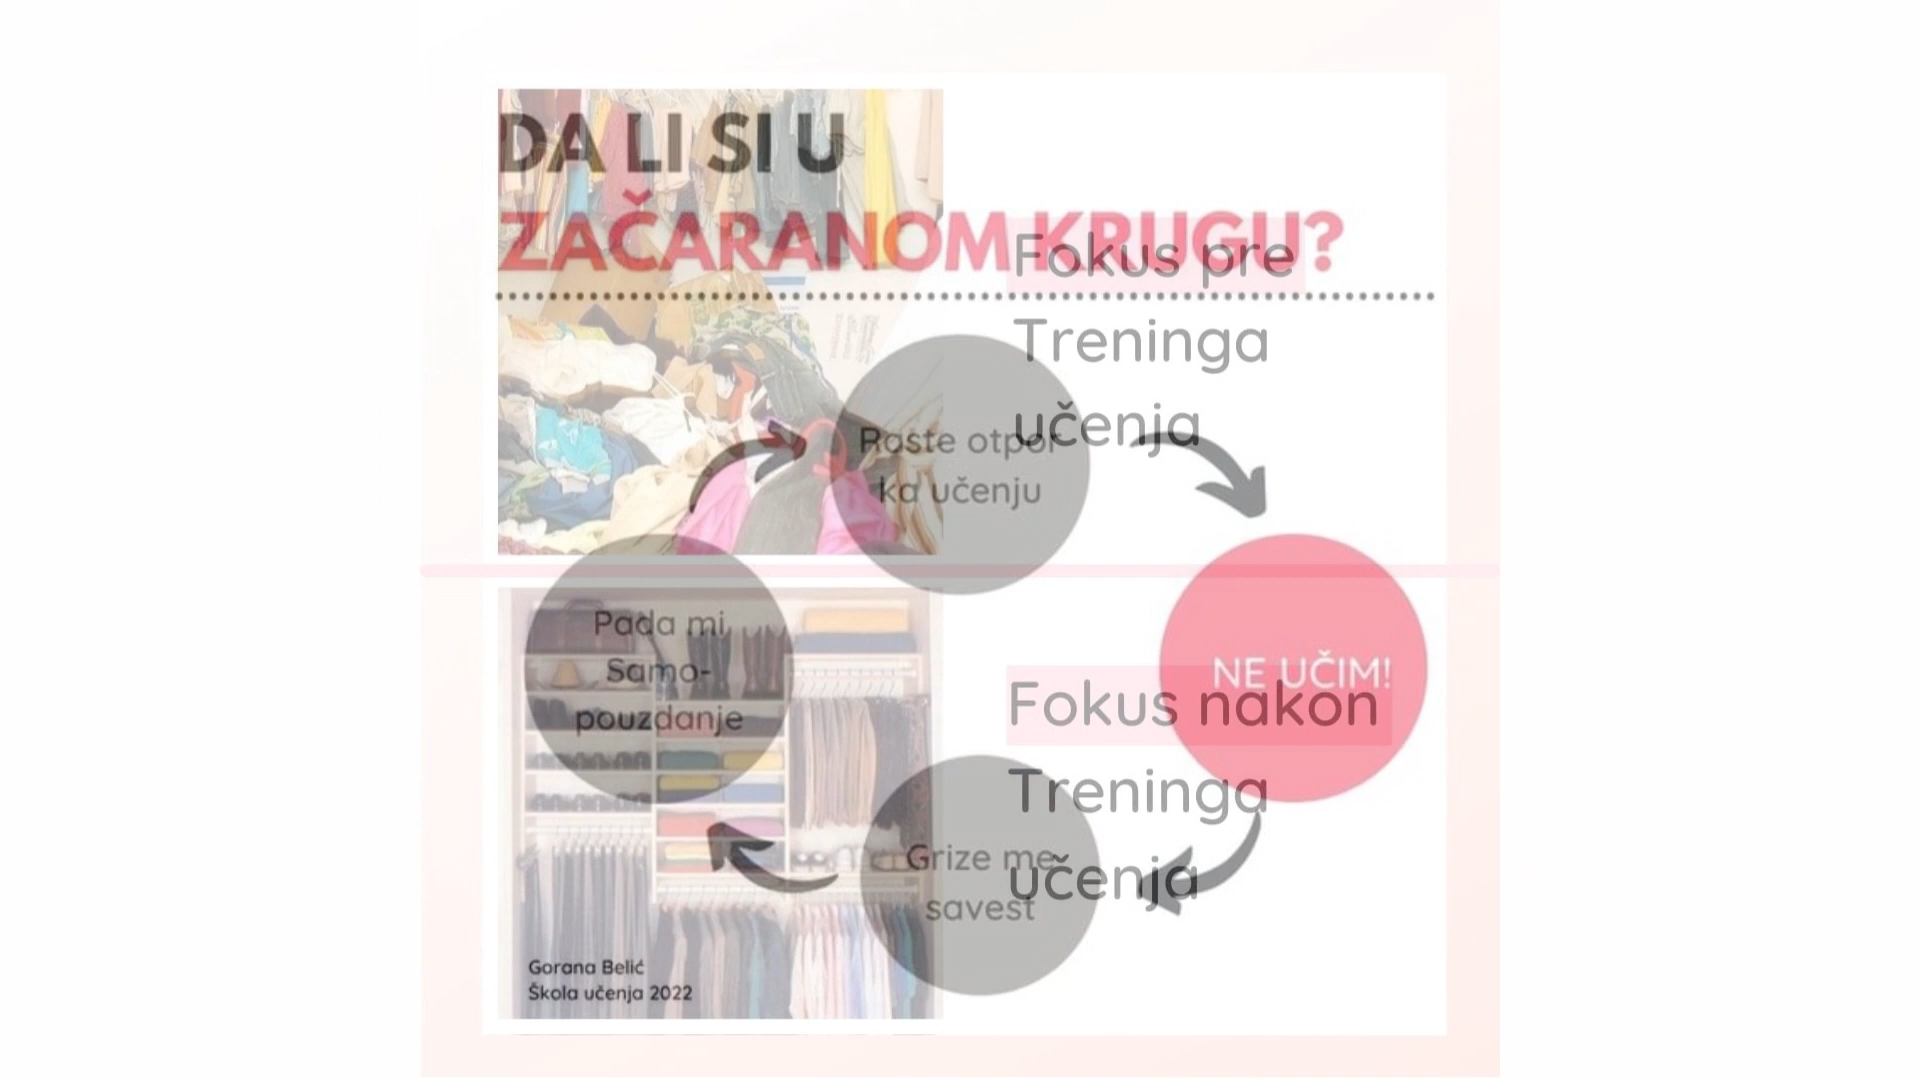 DA LI SI U
ZAČARANOM KRUGU?
Fokus pre
Treninga
učenja
Raste otpor
ka učenju
Pada mi
Samo-
pouzdanje
NE UČIM!
Fokus nakon
Treninga
učenja
Grize me
savest
Gorana Belić
Škola učenja 2022